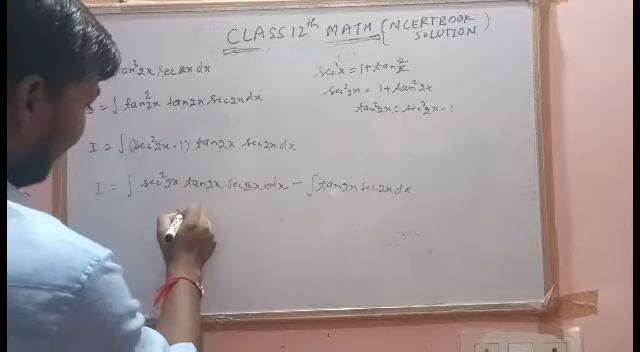 CLASS 12th MATH (NCERT BOOK SOLUTION)
tan³2x sec2x dx
I = ∫ tan²2x tan2x sec2x dx
I = ∫ (sec²2x - 1) tan2x sec2x dx
I = ∫ sec²2x tan2x sec2x dx - ∫ tan2x sec2x dx
sec²x = 1 + tan²x
sec²2x = 1 + tan²2x
tan²2x = sec²2x - 1